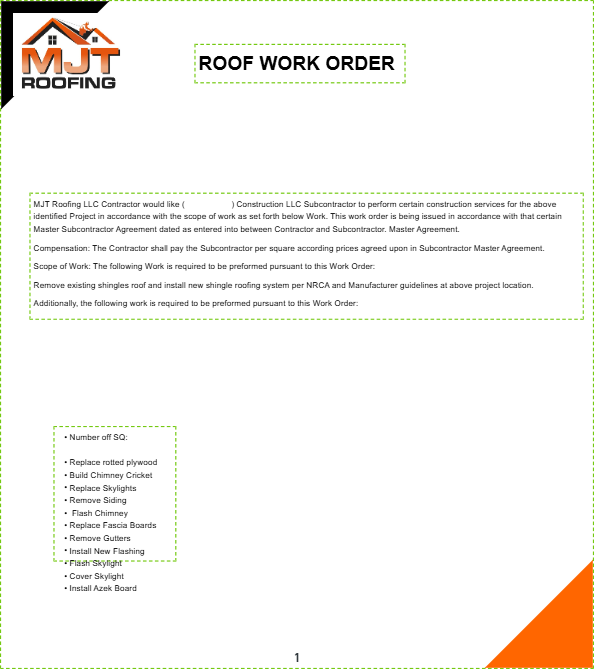 MJT
ROOFING
ROOF WORK ORDER
MJT Roofing LLC Contractor would like ( ) Construction LLC Subcontractor to perform certain construction services for the above
identified Project in accordance with the scope of work as set forth below Work. This work order is being issued in accordance with that certain
Master Subcontractor Agreement dated as entered into between Contractor and Subcontractor. Master Agreement.
Compensation: The Contractor shall pay the Subcontractor per square according prices agreed upon in Subcontractor Master Agreement.
Scope of Work: The following Work is required to be preformed pursuant to this Work Order:
Remove existing shingles roof and install new shingle roofing system per NRCA and Manufacturer guidelines at above project location.
Additionally, the following work is required to be preformed pursuant to this Work Order:
• Number off SQ:
• Replace rotted plywood
• Build Chimney Cricket
• Replace Skylights
• Remove Siding
• Flash Chimney
• Replace Fascia Boards
• Remove Gutters
• Install New Flashing
• Flash Skylight
• Cover Skylight
• Install Azek Board
1